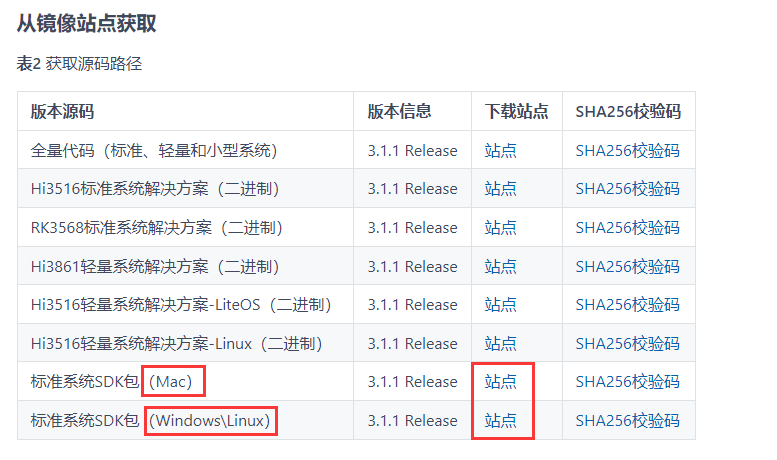 从镜像站点获取
表2 获取源码路径
版本源码 版本信息 下载站点 SHA256校验码
全量代码（标准、轻量和小型系统） 3.1.1 Release 站点 SHA256校验码
Hi3516标准系统解决方案（二进制） 3.1.1 Release 站点 SHA256校验码
RK3568标准系统解决方案（二进制） 3.1.1 Release 站点 SHA256校验码
Hi3861轻量系统解决方案（二进制） 3.1.1 Release 站点 SHA256校验码
Hi3516轻量系统解决方案-LiteOS（二进制） 3.1.1 Release 站点 SHA256校验码
Hi3516轻量系统解决方案-Linux（二进制） 3.1.1 Release 站点 SHA256校验码
标准系统SDK包（Mac） 3.1.1 Release 站点 SHA256校验码
标准系统SDK包（Windows\Linux） 3.1.1 Release 站点 SHA256校验码